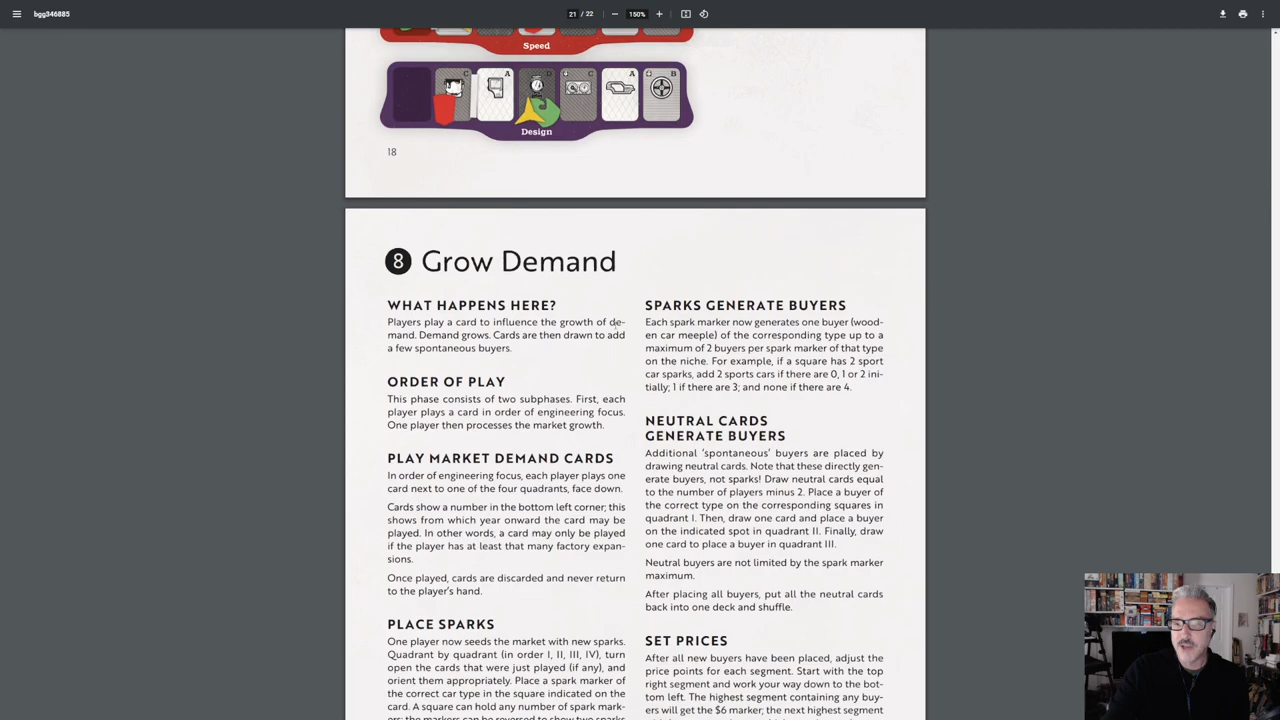 bgg346885
21 / 22
150%
Speed
C
A
D
C
A
B
Design
18
8 Grow Demand
WHAT HAPPENS HERE?
Players play a card to influence the growth of de-
mand. Demand grows. Cards are then drawn to add
a few spontaneous buyers.
ORDER OF PLAY
This phase consists of two subphases. First, each
player plays a card in order of engineering focus.
One player then processes the market growth.
PLAY MARKET DEMAND CARDS
In order of engineering focus, each player plays one
card next to one of the four quadrants, face down.
Cards show a number in the bottom left corner; this
shows from which year onward the card may be
played. In other words, a card may only be played
if the player has at least that many factory expan-
sions.
Once played, cards are discarded and never return
to the player's hand.
PLACE SPARKS
One player now seeds the market with new sparks.
Quadrant by quadrant (in order I, II, III, IV), turn
open the cards that were just played (if any), and
orient them appropriately. Place a spark marker of
the correct car type in the square indicated on the
card. A square can hold any number of spark mark-
ers; the markers can be reversed to show two sparks
SPARKS GENERATE BUYERS
Each spark marker now generates one buyer (wood-
en car meeple) of the corresponding type up to a
maximum of 2 buyers per spark marker of that type
on the niche. For example, if a square has 2 sport
car sparks, add 2 sports cars if there are 0, 1 or 2 ini-
tially; 1 if there are 3; and none if there are 4.
NEUTRAL CARDS
GENERATE BUYERS
Additional 'spontaneous' buyers are placed by
drawing neutral cards. Note that these directly gen-
erate buyers, not sparks! Draw neutral cards equal
to the number of players minus 2. Place a buyer of
the correct type on the corresponding squares in
quadrant I. Then, draw one card and place a buyer
on the indicated spot in quadrant II. Finally, draw
one card to place a buyer in quadrant III.
Neutral buyers are not limited by the spark marker
maximum.
After placing all buyers, put all the neutral cards
back into one deck and shuffle.
SET PRICES
After all new buyers have been placed, adjust the
price points for each segment. Start with the top
right segment and work your way down to the bot-
tom left. The highest segment containing any buy-
ers will get the $6 marker; the next highest segment